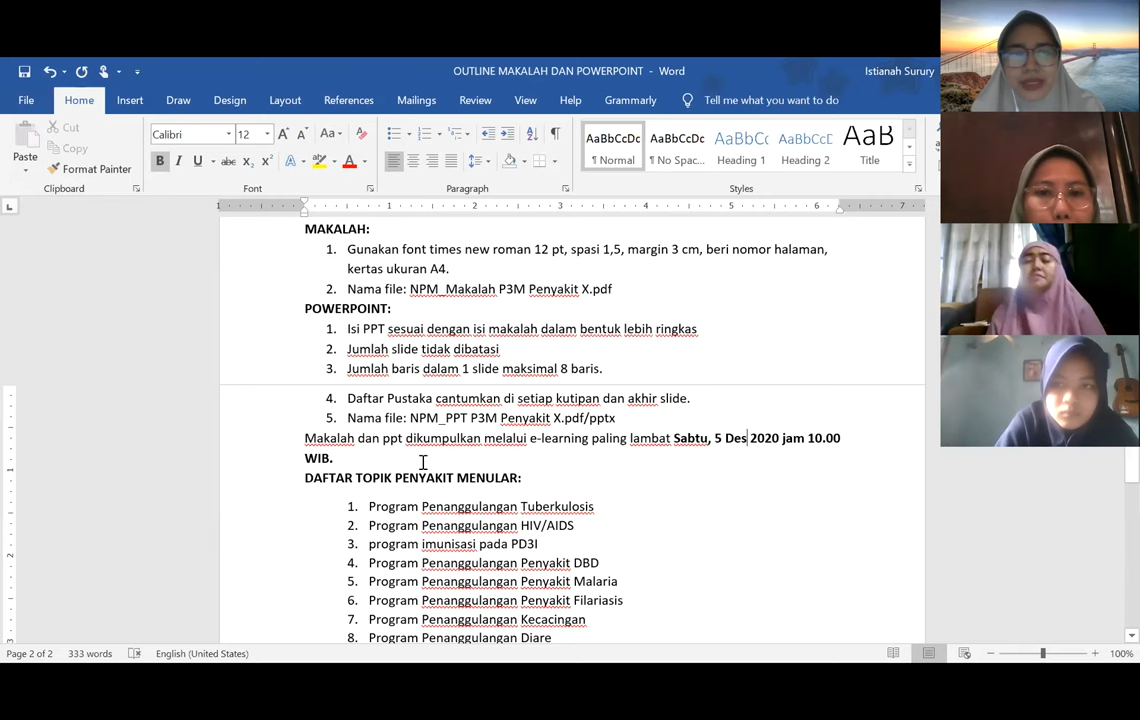 OUTLINE MAKALAH DAN POWERPOINT - Word
Istianah Surury
File Home Insert Draw Design Layout References Mailings Review View Help Grammarly Tell me what you want to do
Paste
Cut
Copy
Format Painter
Clipboard
Calibri 12
Font
Paragraph
AaBbCcDc AaBbCcDc AaBbCc AaBbCcD AaB
¶ Normal ¶ No Spac... Heading 1 Heading 2 Title
Styles
1 1 2 3 4 5 6 7
MAKALAH:
1. Gunakan font times new roman 12 pt, spasi 1,5, margin 3 cm, beri nomor halaman,
kertas ukuran A4.
2. Nama file: NPM_Makalah P3M Penyakit X.pdf
POWERPOINT:
1. Isi PPT sesuai dengan isi makalah dalam bentuk lebih ringkas
2. Jumlah slide tidak dibatasi
3. Jumlah baris dalam 1 slide maksimal 8 baris.
4. Daftar Pustaka cantumkan di setiap kutipan dan akhir slide.
5. Nama file: NPM_PPT P3M Penyakit X.pdf/pptx
Makalah dan ppt dikumpulkan melalui e-learning paling lambat Sabtu, 5 Des 2020 jam 10.00
WIB.
DAFTAR TOPIK PENYAKIT MENULAR:
1. Program Penanggulangan Tuberkulosis
2. Program Penanggulangan HIV/AIDS
3. program imunisasi pada PD3I
4. Program Penanggulangan Penyakit DBD
5. Program Penanggulangan Penyakit Malaria
6. Program Penanggulangan Penyakit Filariasis
7. Program Penanggulangan Kecacingan
8. Program Penanggulangan Diare
Page 2 of 2 333 words English (United States) 100%